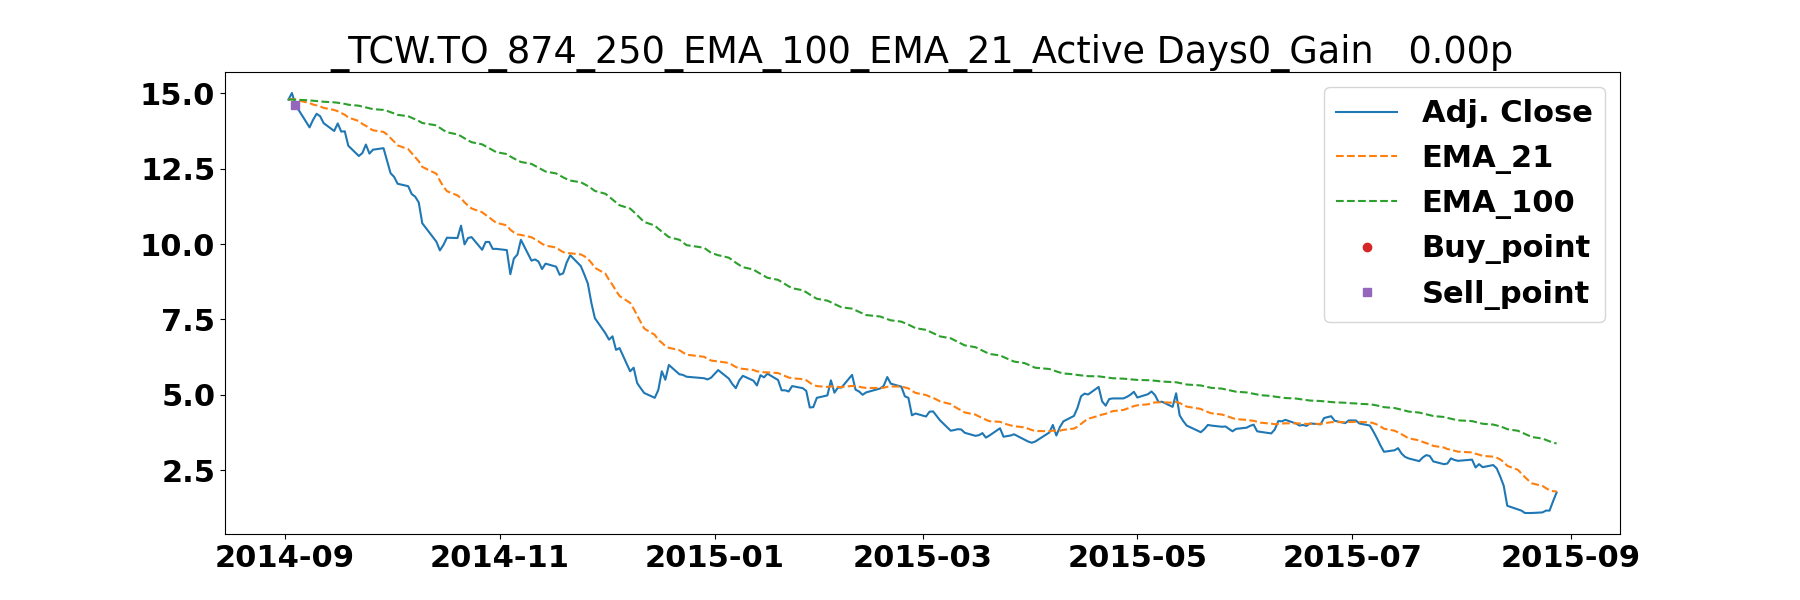 _TCW.TO_874_250_EMA_100_EMA_21_Active Days0_Gain   0.00p
15.0
12.5
10.0
7.5
5.0
2.5
Adj. Close
EMA_21
EMA_100
Buy_point
Sell_point
2014-09 2014-11 2015-01 2015-03 2015-05 2015-07 2015-09